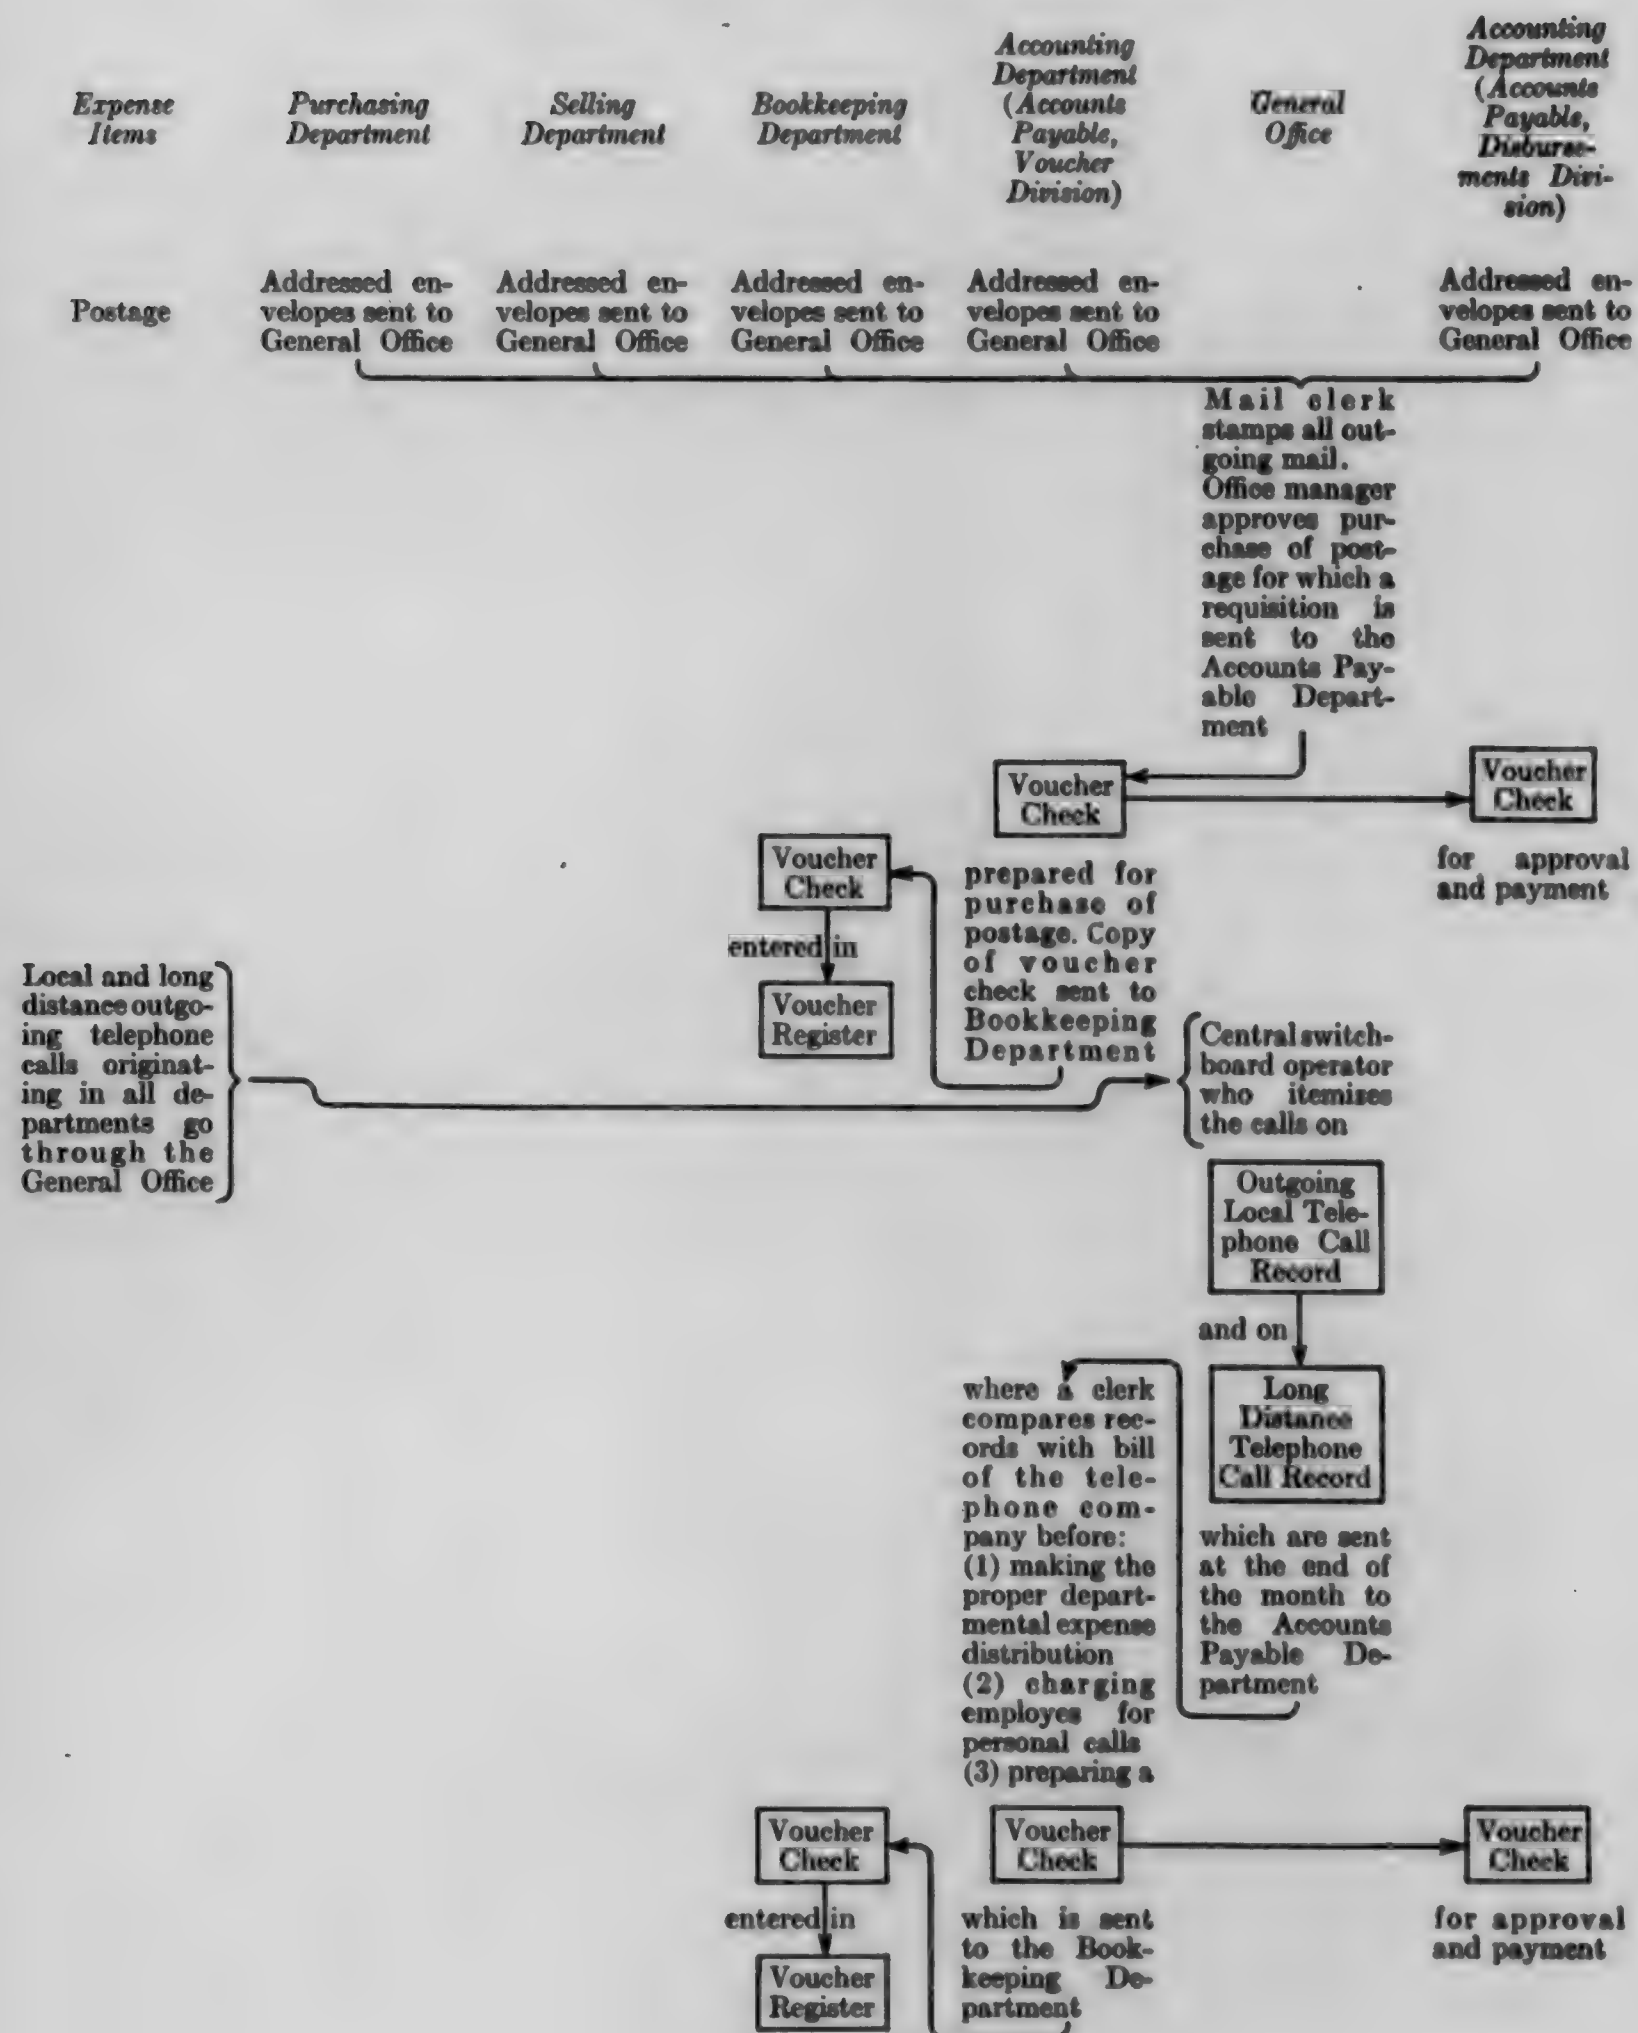 Expense
Items
Purchasing
Department
Selling
Department
Bookkeeping
Department
Accounting
Department
(Accounts
Payable,
Voucher
Division)
General
Office
Accounting
Department
(Accounts
Payable,
Disburse-
ments Divi-
sion)
Postage
Addressed en-
velopes sent to
General Office
Addressed en-
velopes sent to
General Office
Addressed en-
velopes sent to
General Office
Addressed en-
velopes sent to
General Office
Addressed en-
velopes sent to
General Office
Mail clerk
stamps all out-
going mail.
Office manager
approves pur-
chase of post-
age for which a
requisition is
sent to the
Accounts Pay-
able Depart-
ment
Voucher
Check
Voucher
Check
for approval
and payment
prepared for
purchase of
postage. Copy
of voucher
check sent to
Bookkeeping
Department
Voucher
Check
entered in
Voucher
Register
Local and long
distance outgo-
ing telephone
calls originat-
ing in all de-
partments go
through the
General Office
Central switch-
board operator
who itemizes
the calls on
Outgoing
Local Tele-
phone Call
Record
and on
Long
Distance
Telephone
Call Record
which are sent
at the end of
the month to
the Accounts
Payable De-
partment
where a clerk
compares rec-
ords with bill
of the tele-
phone com-
pany before:
(1) making the
proper depart-
mental expense
distribution
(2) charging
employes for
personal calls
(3) preparing a
Voucher
Check
Voucher
Check
for approval
and payment
which is sent
to the Book-
keeping De-
partment
Voucher
Check
entered in
Voucher
Register